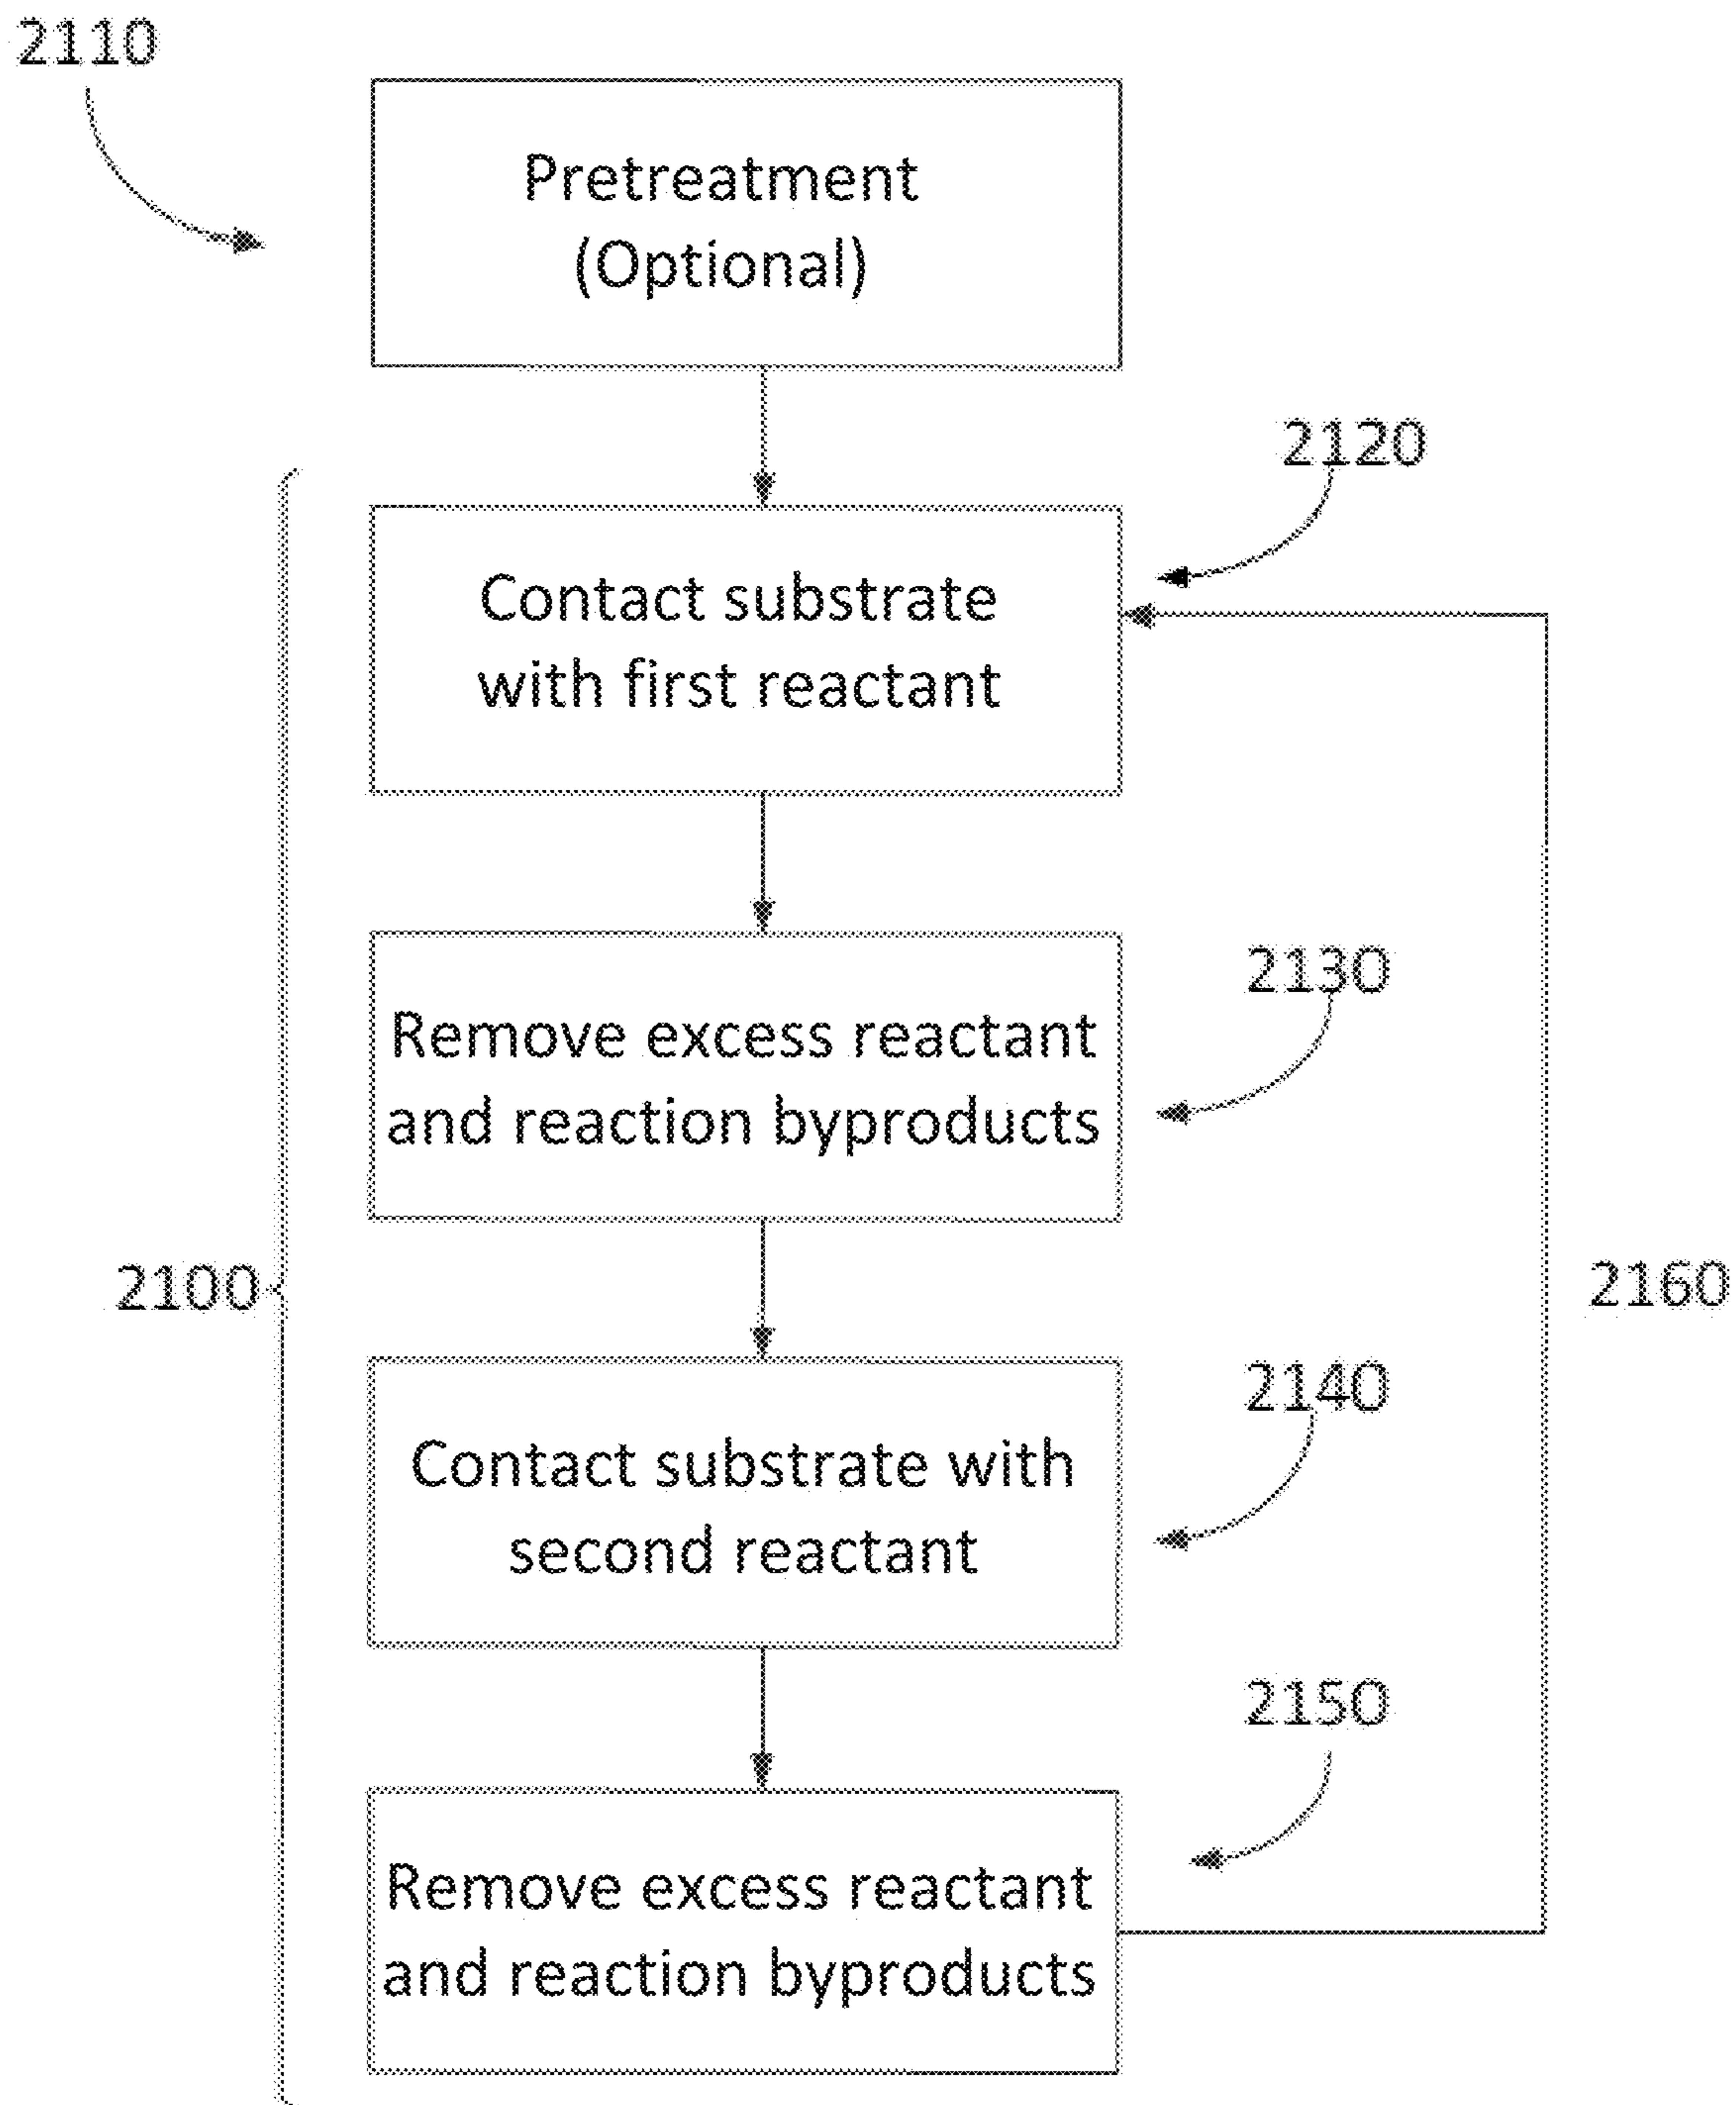 2110
Pretreatment
(Optional)
2120
Contact substrate
with first reactant
2130
Remove excess reactant
and reaction byproducts
2100
2160
2140
Contact substrate with
second reactant
2150
Remove excess reactant
and reaction byproducts